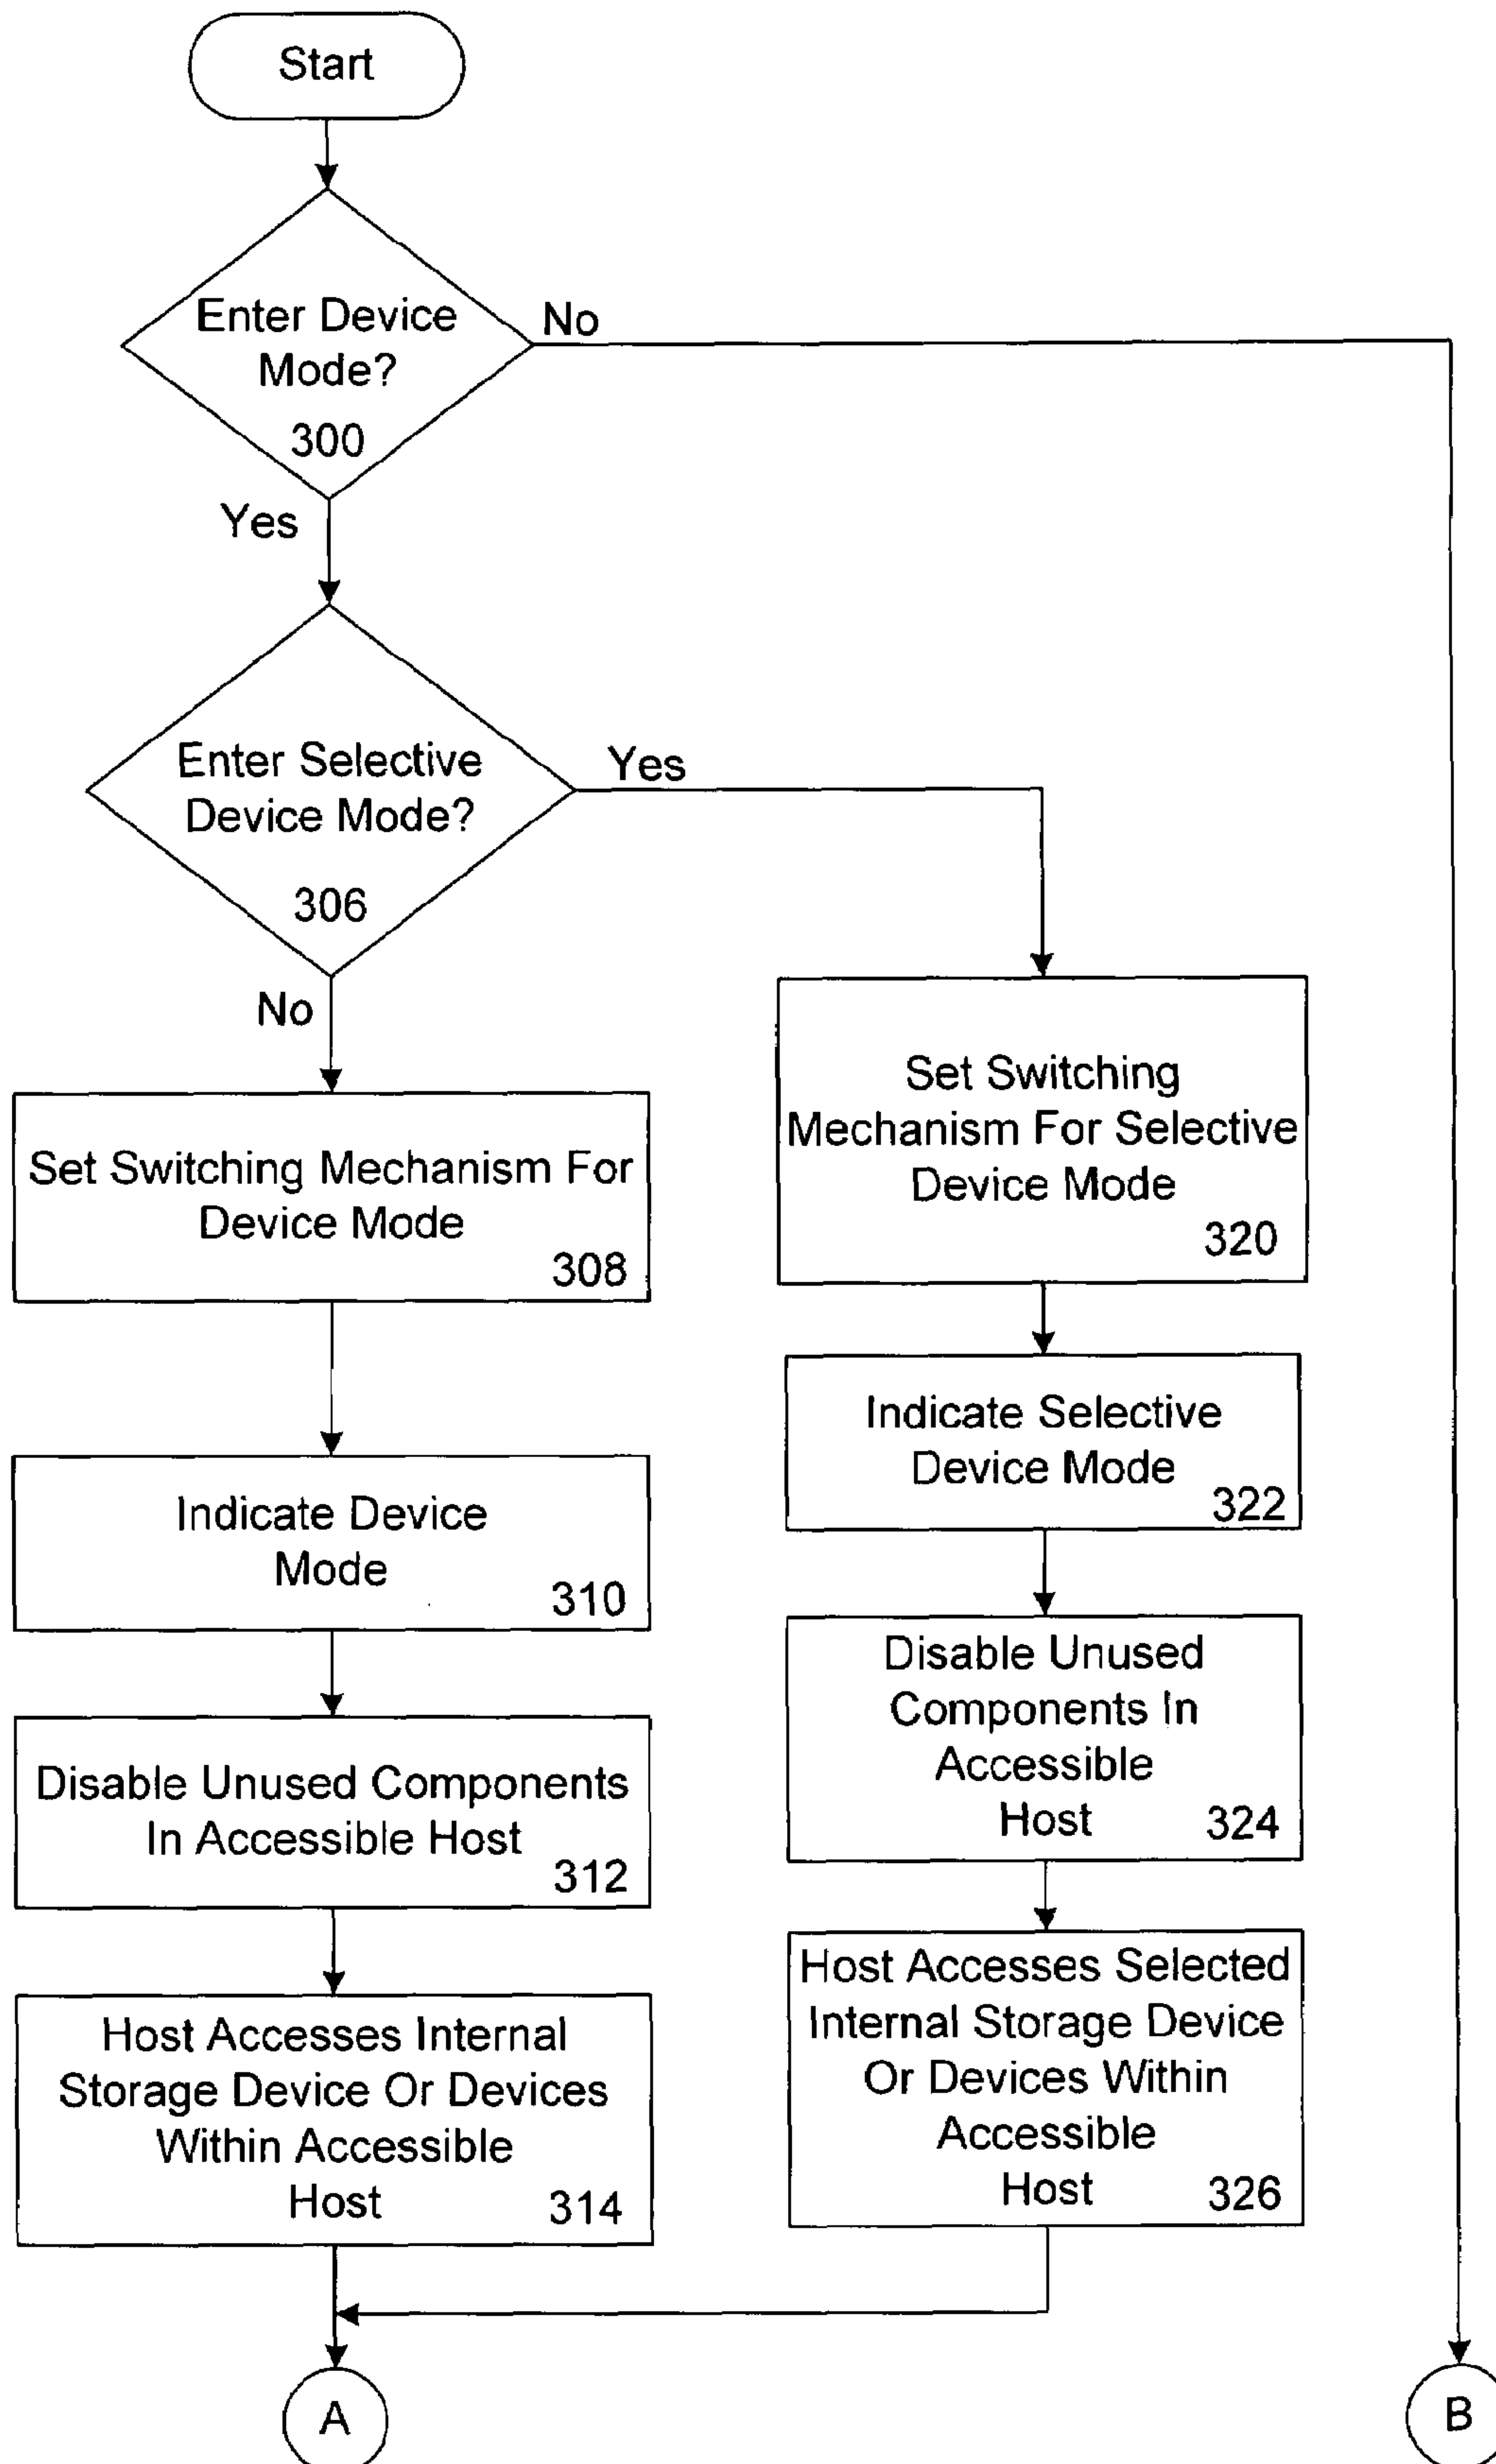 Start
Enter Device
Mode?
300
No
Yes
Enter Selective
Device Mode?
306
Yes
No
Set Switching Mechanism For
Device Mode
308
Indicate Device
Mode
310
Disable Unused Components
In Accessible Host
312
Host Accesses Internal
Storage Device Or Devices
Within Accessible
Host
314
Set Switching
Mechanism For Selective
Device Mode
320
Indicate Selective
Device Mode
322
Disable Unused
Components In
Accessible
Host
324
Host Accesses Selected
Internal Storage Device
Or Devices Within
Accessible
Host
326
A
B